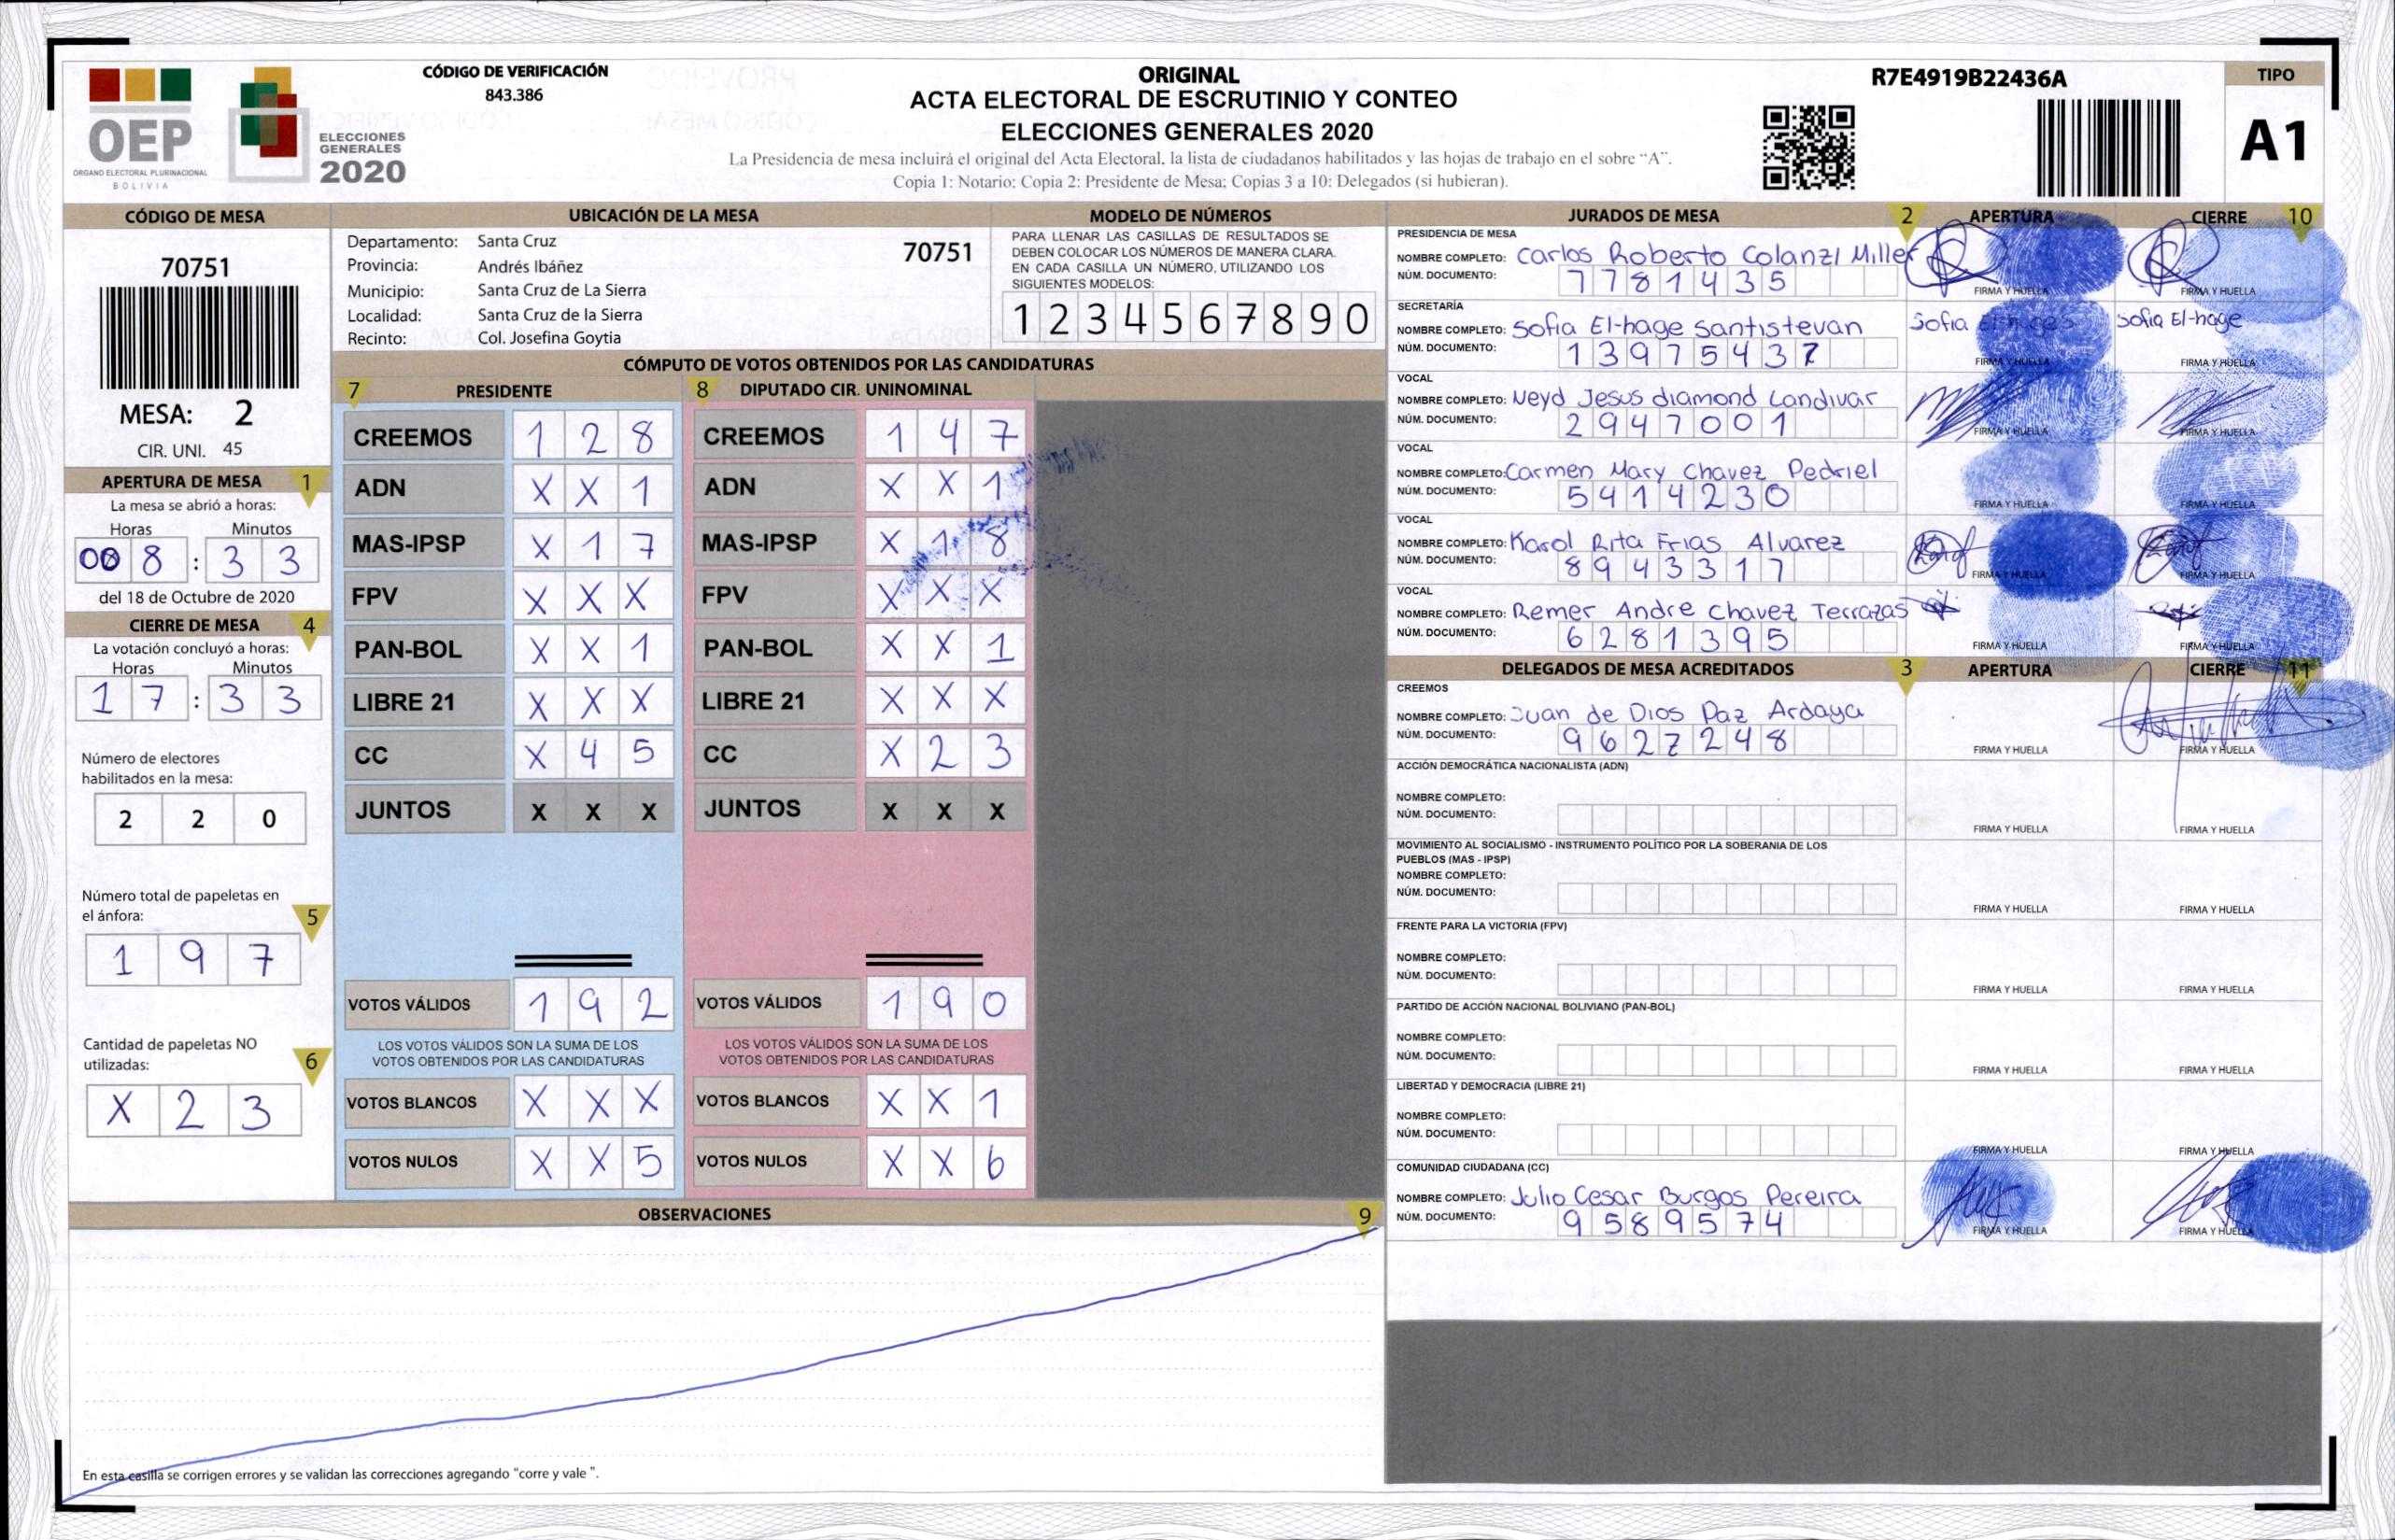 CÓDIGO DE VERIFICACIÓN
843.386
OEP
ORGANO ELECTORAL PLURINACIONAL
BOLIVIA
ELECCIONES
GENERALES
2020
ORIGINAL
ACTA ELECTORAL DE ESCRUTINIO Y CONTEO
ELECCIONES GENERALES 2020
La Presidencia de mesa incluirá el original del Acta Electoral, la lista de ciudadanos habilitados y las hojas de trabajo en el sobre “A”.
Copia 1: Notario; Copia 2: Presidente de Mesa; Copias 3 a 10: Delegados (si hubieran).
R7E4919B22436A
TIPO
A1
CÓDIGO DE MESA
70751
MESA: 2
CIR. UNI. 45
APERTURA DE MESA 1
La mesa se abrió a horas:
Horas Minutos
8 : 3 3
del 18 de Octubre de 2020
CIERRE DE MESA 4
La votación concluyó a horas:
Horas Minutos
1 7 : 3 3
Número de electores
habilitados en la mesa:
2 2 0
Número total de papeletas en
el ánfora: 5
1 9 7
Cantidad de papeletas NO
utilizadas: 6
X 2 3
UBICACIÓN DE LA MESA
Departamento: Santa Cruz 70751
Provincia: Andrés Ibáñez
Municipio: Santa Cruz de La Sierra
Localidad: Santa Cruz de la Sierra
Recinto: Col. Josefina Goytia
MODELO DE NÚMEROS
PARA LLENAR LAS CASILLAS DE RESULTADOS SE
DEBEN COLOCAR LOS NÚMEROS DE MANERA CLARA.
EN CADA CASILLA UN NÚMERO, UTILIZANDO LOS
SIGUIENTES MODELOS:
1 2 3 4 5 6 7 8 9 0
CÓMPUTO DE VOTOS OBTENIDOS POR LAS CANDIDATURAS
7 PRESIDENTE
CREEMOS 1 2 8
ADN X X 1
MAS-IPSP X 1 7
FPV X X X
PAN-BOL X X 1
LIBRE 21 X X X
CC X 4 5
JUNTOS X X X
VOTOS VÁLIDOS 1 9 2
LOS VOTOS VÁLIDOS SON LA SUMA DE LOS
VOTOS OBTENIDOS POR LAS CANDIDATURAS
VOTOS BLANCOS X X X
VOTOS NULOS X X 5
8 DIPUTADO CIR. UNINOMINAL
CREEMOS 1 4 7
ADN X X 1
MAS-IPSP X 1 8
FPV X X X
PAN-BOL X X 1
LIBRE 21 X X X
CC X 2 3
JUNTOS X X X
VOTOS VÁLIDOS 1 9 0
LOS VOTOS VÁLIDOS SON LA SUMA DE LOS
VOTOS OBTENIDOS POR LAS CANDIDATURAS
VOTOS BLANCOS X X 1
VOTOS NULOS X X 6
OBSERVACIONES 9
En esta casilla se corrigen errores y se validan las correcciones agregando "corre y vale ".
JURADOS DE MESA 2 APERTURA CIERRE 10
PRESIDENCIA DE MESA
NOMBRE COMPLETO: Carlos Roberto Colanzi Miller
NÚM. DOCUMENTO: 7781435
FIRMA Y HUELLA FIRMA Y HUELLA
SECRETARÍA
NOMBRE COMPLETO: Sofia El-hage Santistevan Sofia El-hage Sofia El-hage
NÚM. DOCUMENTO: 13975437
FIRMA Y HUELLA FIRMA Y HUELLA
VOCAL
NOMBRE COMPLETO: Neyd Jesus diamond Landivar
NÚM. DOCUMENTO: 2947001
FIRMA Y HUELLA FIRMA Y HUELLA
VOCAL
NOMBRE COMPLETO: Carmen Mary Chavez Pedriel
NÚM. DOCUMENTO: 5414230
FIRMA Y HUELLA FIRMA Y HUELLA
VOCAL
NOMBRE COMPLETO: Karol Rita Frias Alvarez
NÚM. DOCUMENTO: 8943317
FIRMA Y HUELLA FIRMA Y HUELLA
VOCAL
NOMBRE COMPLETO: Remer Andre Chavez Terrazas
NÚM. DOCUMENTO: 6281395
FIRMA Y HUELLA FIRMA Y HUELLA
DELEGADOS DE MESA ACREDITADOS 3 APERTURA CIERRE 11
CREEMOS
NOMBRE COMPLETO: Juan de Dios Paz Ardaya
NÚM. DOCUMENTO: 9627248
FIRMA Y HUELLA FIRMA Y HUELLA
ACCIÓN DEMOCRÁTICA NACIONALISTA (ADN)
NOMBRE COMPLETO:
NÚM. DOCUMENTO:
FIRMA Y HUELLA FIRMA Y HUELLA
MOVIMIENTO AL SOCIALISMO - INSTRUMENTO POLÍTICO POR LA SOBERANIA DE LOS
PUEBLOS (MAS - IPSP)
NOMBRE COMPLETO:
NÚM. DOCUMENTO:
FIRMA Y HUELLA FIRMA Y HUELLA
FRENTE PARA LA VICTORIA (FPV)
NOMBRE COMPLETO:
NÚM. DOCUMENTO:
FIRMA Y HUELLA FIRMA Y HUELLA
PARTIDO DE ACCIÓN NACIONAL BOLIVIANO (PAN-BOL)
NOMBRE COMPLETO:
NÚM. DOCUMENTO:
FIRMA Y HUELLA FIRMA Y HUELLA
LIBERTAD Y DEMOCRACIA (LIBRE 21)
NOMBRE COMPLETO:
NÚM. DOCUMENTO:
FIRMA Y HUELLA FIRMA Y HUELLA
COMUNIDAD CIUDADANA (CC)
NOMBRE COMPLETO: Julio Cesar Burgos Pereira
NÚM. DOCUMENTO: 9589574
FIRMA Y HUELLA FIRMA Y HUELLA